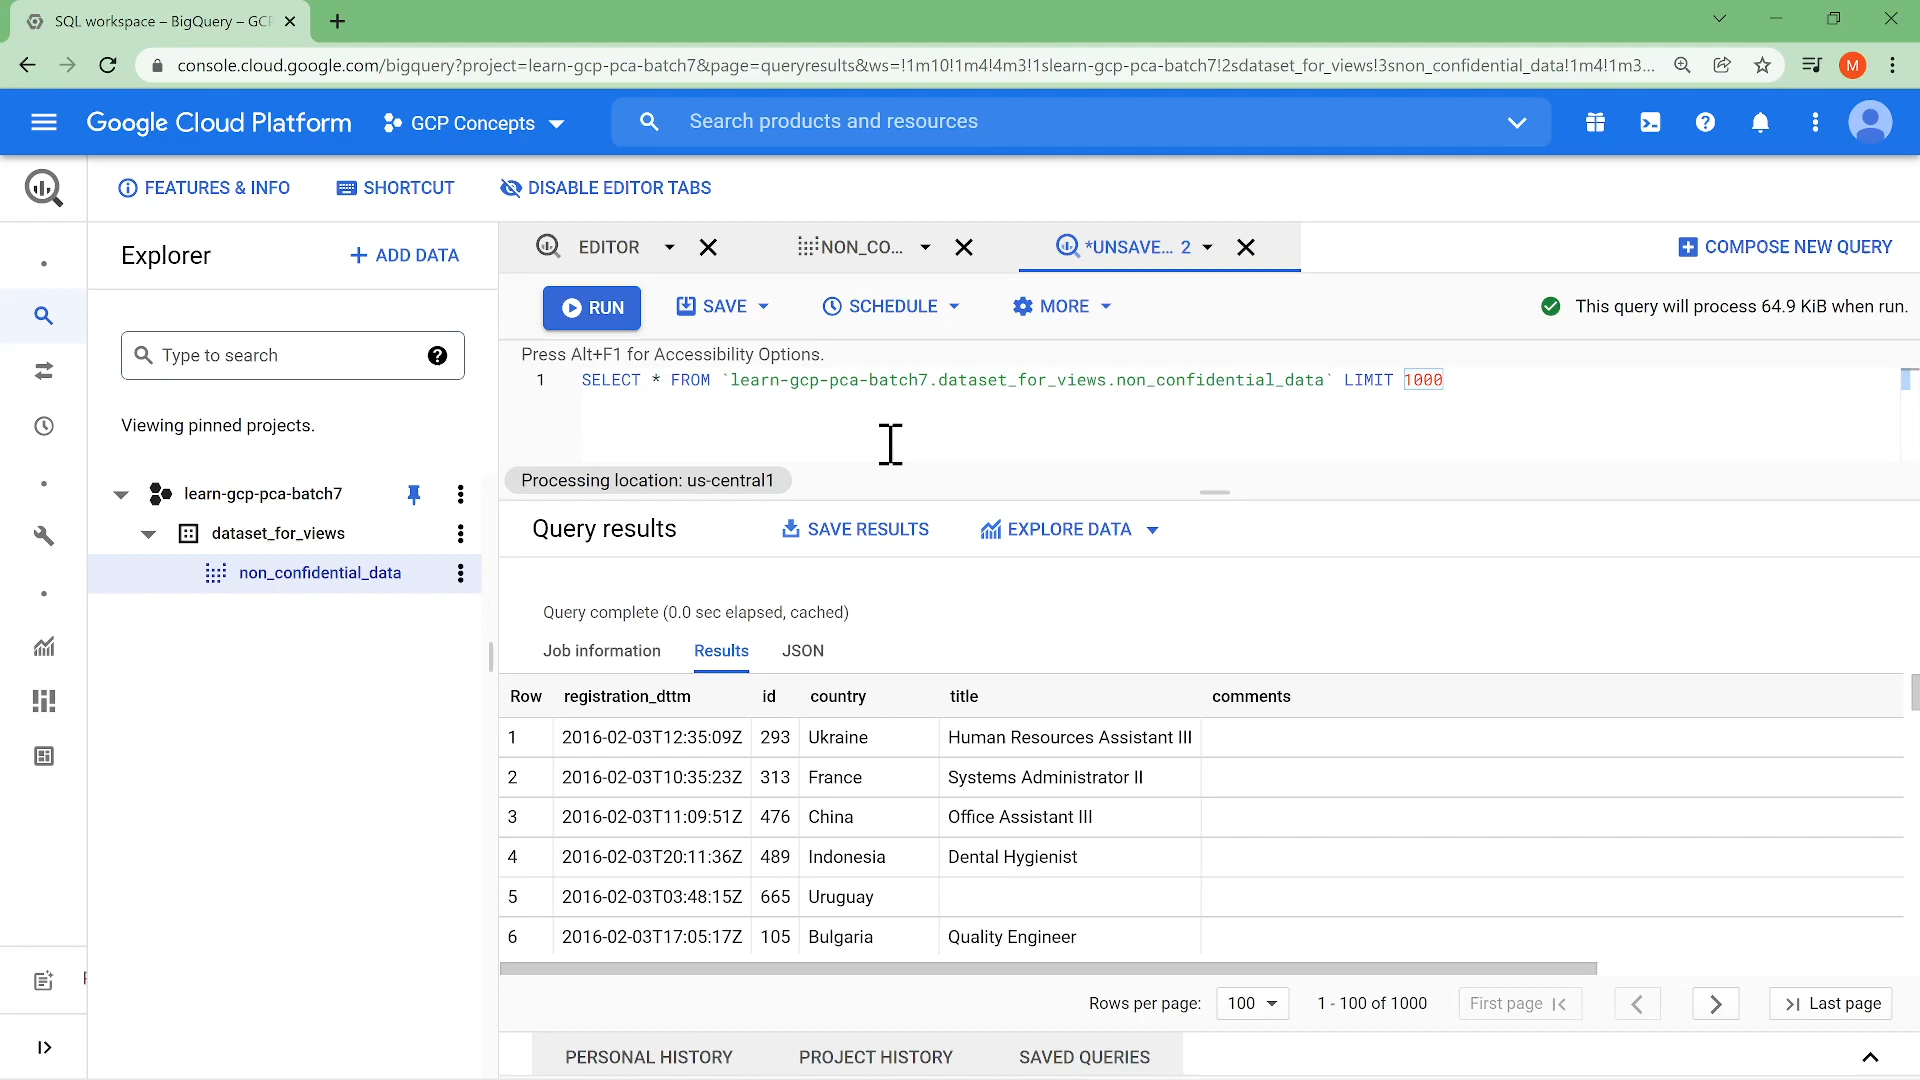 SQL workspace – BigQuery – GCP
console.cloud.google.com/bigquery?project=learn-gcp-pca-batch7&page=queryresults&ws=!1m10!1m4!4m3!1slearn-gcp-pca-batch7!2sdataset_for_views!3snon_confidential_data!1m4!1m3...
M
Google Cloud Platform
GCP Concepts
Search products and resources
FEATURES & INFO
SHORTCUT
DISABLE EDITOR TABS
Explorer
+ ADD DATA
EDITOR
NON_CO...
*UNSAVE... 2
COMPOSE NEW QUERY
RUN
SAVE
SCHEDULE
MORE
This query will process 64.9 KiB when run.
Type to search
Press Alt+F1 for Accessibility Options.
1 SELECT * FROM `learn-gcp-pca-batch7.dataset_for_views.non_confidential_data` LIMIT 1000
Viewing pinned projects.
Processing location: us-central1
learn-gcp-pca-batch7
dataset_for_views
non_confidential_data
Query results
SAVE RESULTS
EXPLORE DATA
Query complete (0.0 sec elapsed, cached)
Job information Results JSON
Row registration_dttm id country title comments
1 2016-02-03T12:35:09Z 293 Ukraine Human Resources Assistant III
2 2016-02-03T10:35:23Z 313 France Systems Administrator II
3 2016-02-03T11:09:51Z 476 China Office Assistant III
4 2016-02-03T20:11:36Z 489 Indonesia Dental Hygienist
5 2016-02-03T03:48:15Z 665 Uruguay
6 2016-02-03T17:05:17Z 105 Bulgaria Quality Engineer
Rows per page: 100 1 - 100 of 1000 First page Last page
PERSONAL HISTORY PROJECT HISTORY SAVED QUERIES